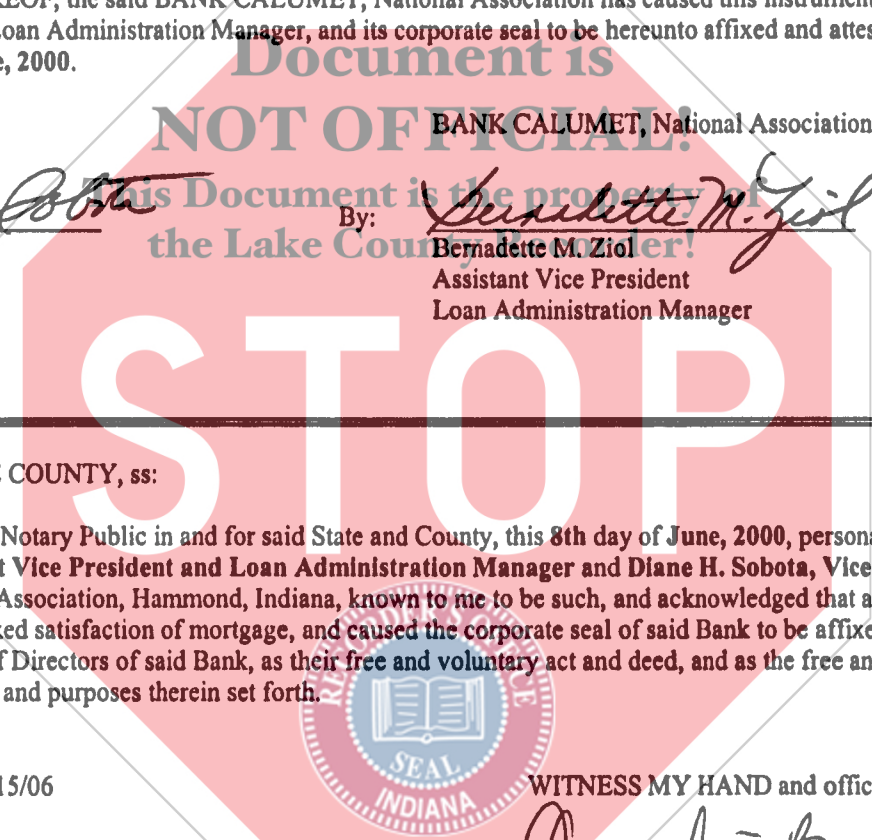 REOF, the said BANK CALUMET, National Association has caused this instrument
Loan Administration Manager, and its corporate seal to be hereunto affixed and attes
e, 2000.
Document is
NOT OFFICIAL!
This Document is the property of
the Lake County Recorder!
BANK CALUMET, National Association
Sobota
By: Bernadette M. Ziol
Bernadette M. Ziol
Assistant Vice President
Loan Administration Manager
STOP
E COUNTY, ss:
Notary Public in and for said State and County, this 8th day of June, 2000, persona
t Vice President and Loan Administration Manager and Diane H. Sobota, Vice
Association, Hammond, Indiana, known to me to be such, and acknowledged that a
ked satisfaction of mortgage, and caused the corporate seal of said Bank to be affixe
f Directors of said Bank, as their free and voluntary act and deed, and as the free an
and purposes therein set forth.
RECORDER'S OFFICE
SEAL
INDIANA
15/06
WITNESS MY HAND and offic